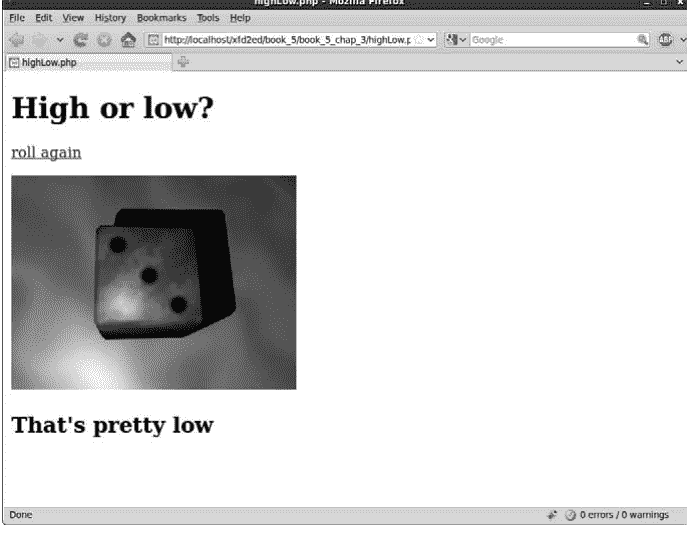 highLow.php - Mozilla Firefox
File Edit View History Bookmarks Tools Help
http://localhost/xfd2ed/book_5/book_5_chap_3/highLow.p
Google
ABP
highLow.php
High or low?
roll again
That's pretty low
Done
0 errors / 0 warnings